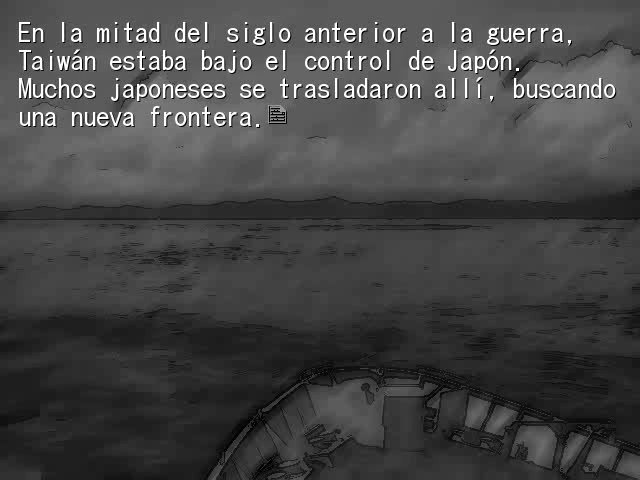 En la mitad del siglo anterior a la guerra,
Taiwán estaba bajo el control de Japón.
Muchos japoneses se trasladaron allí, buscando
una nueva frontera.